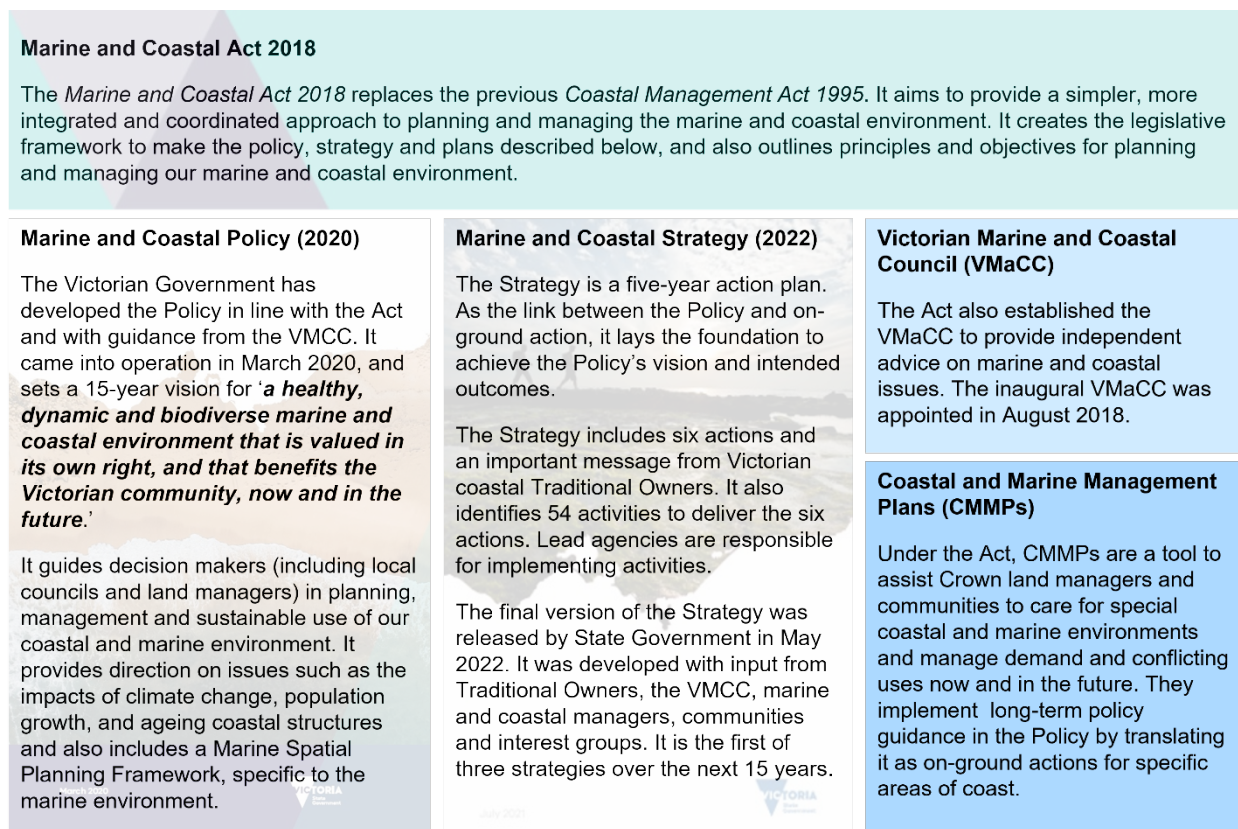 Marine and Coastal Act 2018
The Marine and Coastal Act 2018 replaces the previous Coastal Management Act 1995. It aims to provide a simpler, more
integrated and coordinated approach to planning and managing the marine and coastal environment. It creates the legislative
framework to make the policy, strategy and plans described below, and also outlines principles and objectives for planning
and managing our marine and coastal environment.
Marine and Coastal Policy (2020)
The Victorian Government has
developed the Policy in line with the Act
and with guidance from the VMCC. It
came into operation in March 2020, and
sets a 15-year vision for ‘a healthy,
dynamic and biodiverse marine and
coastal environment that is valued in
its own right, and that benefits the
Victorian community, now and in the
future.’
It guides decision makers (including local
councils and land managers) in planning,
management and sustainable use of our
coastal and marine environment. It
provides direction on issues such as the
impacts of climate change, population
growth, and ageing coastal structures
and also includes a Marine Spatial
Planning Framework, specific to the
marine environment.
March 2020
VICTORIA
State
Government
Marine and Coastal Strategy (2022)
The Strategy is a five-year action plan.
As the link between the Policy and on-
ground action, it lays the foundation to
achieve the Policy’s vision and intended
outcomes.
The Strategy includes six actions and
an important message from Victorian
coastal Traditional Owners. It also
identifies 54 activities to deliver the six
actions. Lead agencies are responsible
for implementing activities.
The final version of the Strategy was
released by State Government in May
2022. It was developed with input from
Traditional Owners, the VMCC, marine
and coastal managers, communities
and interest groups. It is the first of
three strategies over the next 15 years.
July 2021
VICTORIA
State
Government
Victorian Marine and Coastal
Council (VMaCC)
The Act also established the
VMaCC to provide independent
advice on marine and coastal
issues. The inaugural VMaCC was
appointed in August 2018.
Coastal and Marine Management
Plans (CMMPs)
Under the Act, CMMPs are a tool to
assist Crown land managers and
communities to care for special
coastal and marine environments
and manage demand and conflicting
uses now and in the future. They
implement  long-term policy
guidance in the Policy by translating
it as on-ground actions for specific
areas of coast.